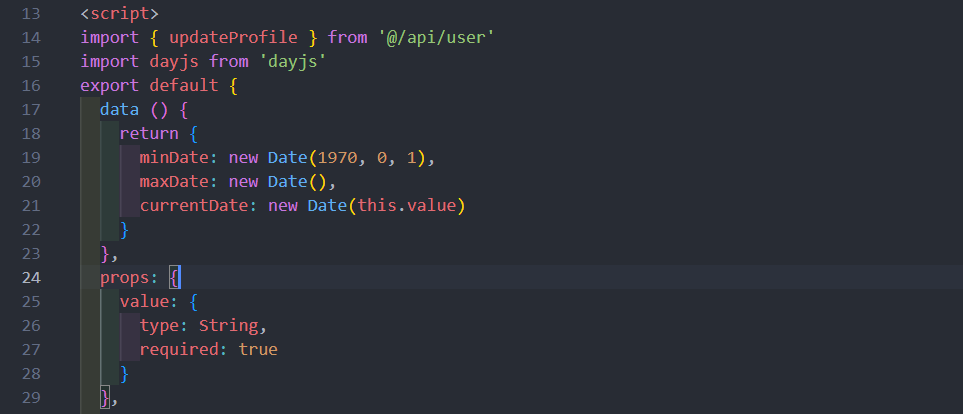 13 <script>
14 import { updateProfile } from '@/api/user'
15 import dayjs from 'dayjs'
16 export default {
17   data () {
18     return {
19       minDate: new Date(1970, 0, 1),
20       maxDate: new Date(),
21       currentDate: new Date(this.value)
22     }
23   },
24   props: {
25     value: {
26       type: String,
27       required: true
28     }
29   },